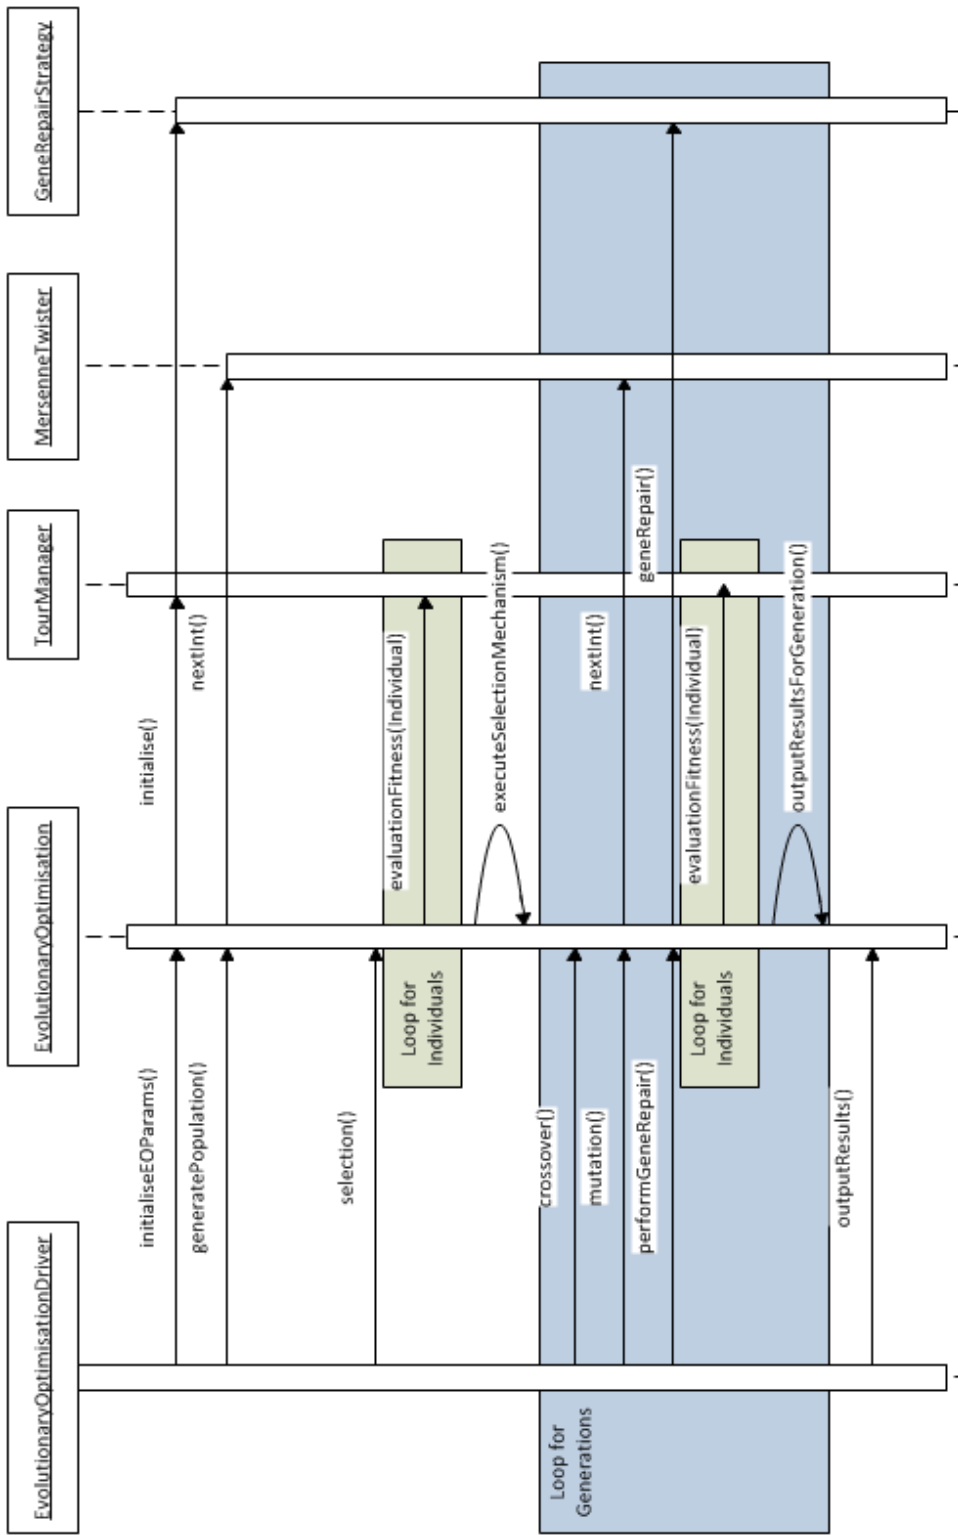 EvolutionaryOptimisationDriver
EvolutionaryOptimisation
TourManager
MersenneTwister
GeneRepairStrategy
initialiseEOParams()
initialise()
generatePopulation()
nextInt()
selection()
Loop for
Individuals
evaluationFitness(Individual)
executeSelectionMechanism()
Loop for
Generations
crossover()
mutation()
nextInt()
performGeneRepair()
geneRepair()
Loop for
Individuals
evaluationFitness(Individual)
outputResultsForGeneration()
outputResults()